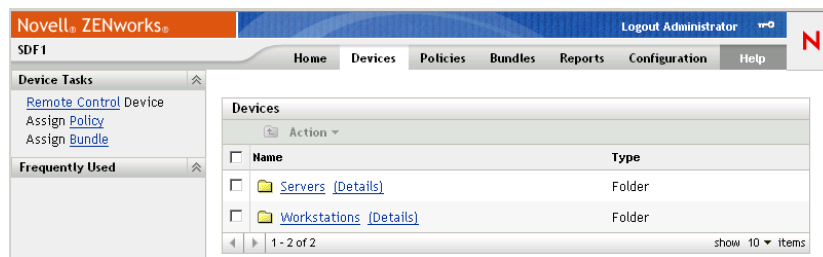 Novell® ZENworks®
Logout Administrator
N
SDF1
Home Devices Policies Bundles Reports Configuration Help
Device Tasks
Remote Control Device
Assign Policy
Assign Bundle
Frequently Used
Devices
Action
Name Type
Servers (Details) Folder
Workstations (Details) Folder
1 - 2 of 2 show 10 items